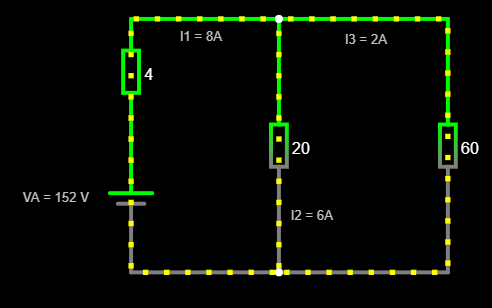 I1 = 8A
I3 = 2A
4
20
60
VA = 152 V
I2 = 6A